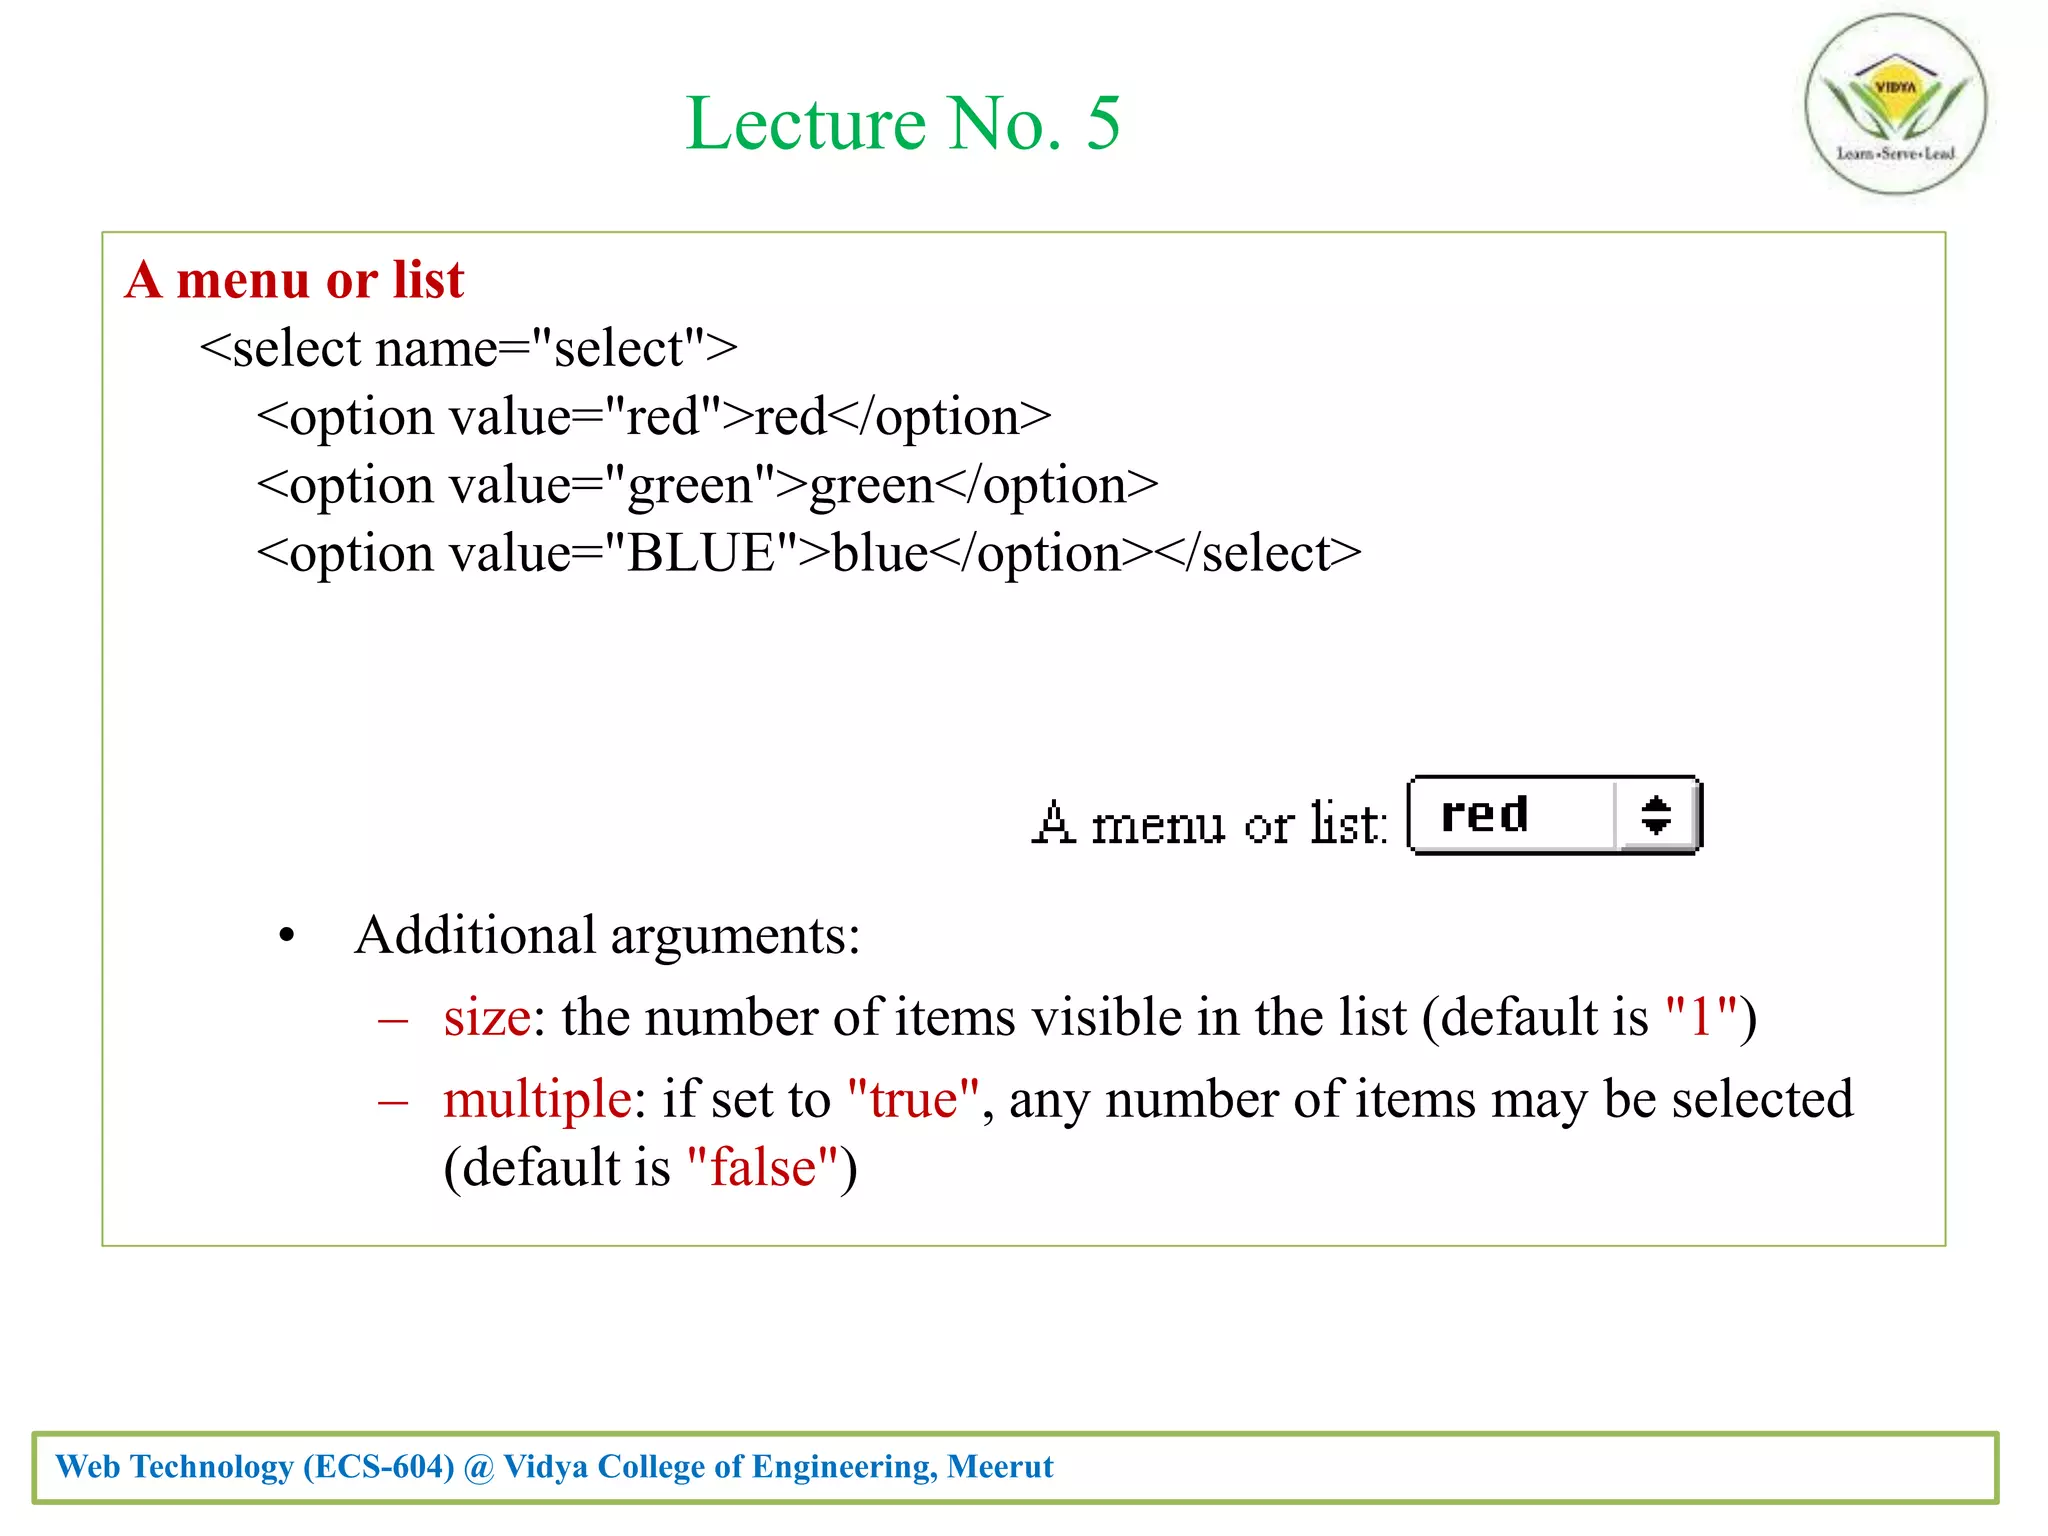 Lecture No. 5
VIDYA
Learn•Serve•Lead
A menu or list
<select name="select">
<option value="red">red</option>
<option value="green">green</option>
<option value="BLUE">blue</option></select>
A menu or list: red
• Additional arguments:
– size: the number of items visible in the list (default is "1")
– multiple: if set to "true", any number of items may be selected
(default is "false")
Web Technology (ECS-604) @ Vidya College of Engineering, Meerut